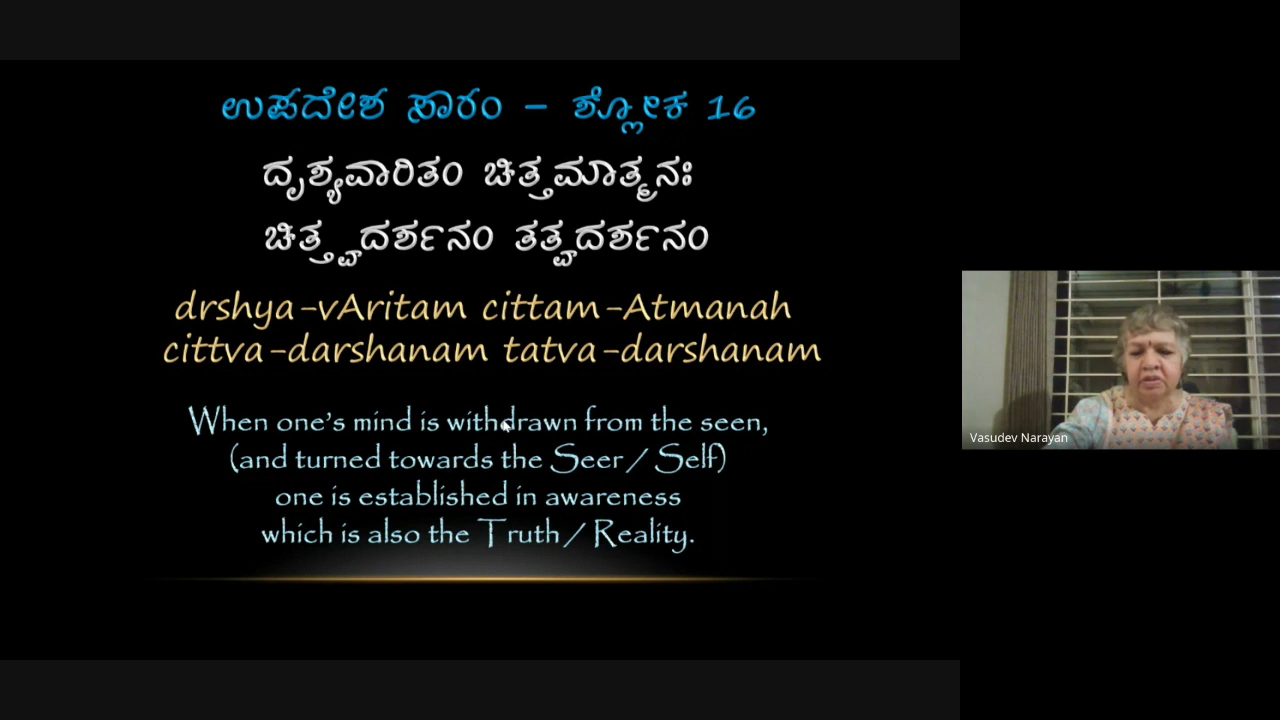 ಉಪದೇಶ ಸಾರಂ – ಶ್ಲೋಕ 16
ದೃಶ್ಯವಾರಿತಂ ಚಿತ್ತಮಾತ್ಮನಃ
ಚಿತ್ತ್ವದರ್ಶನಂ ತತ್ವದರ್ಶನಂ
drshya-vAritam cittam-Atmanah
cittva-darshanam tatva-darshanam
When one's mind is withdrawn from the seen,
(and turned towards the Seer / Self)
one is established in awareness
which is also the Truth / Reality.
Vasudev Narayan